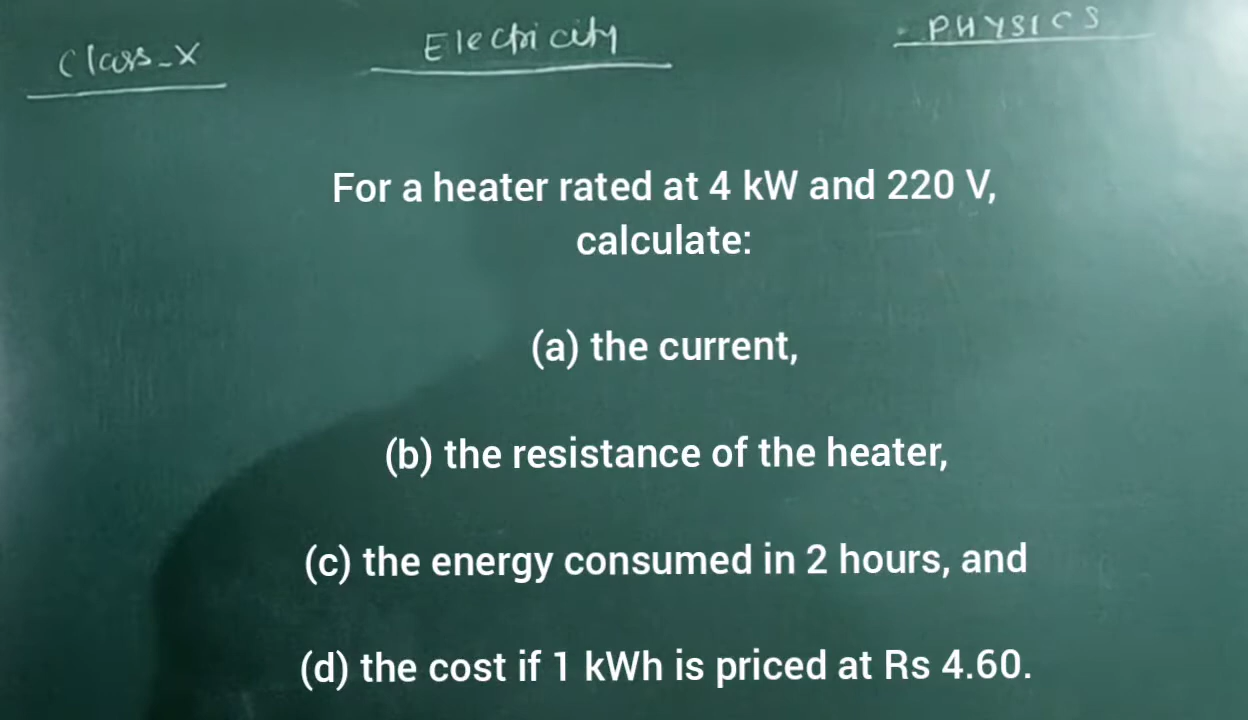 Class-X
Electricity
PHYSICS
For a heater rated at 4 kW and 220 V,
calculate:
(a) the current,
(b) the resistance of the heater,
(c) the energy consumed in 2 hours, and
(d) the cost if 1 kWh is priced at Rs 4.60.